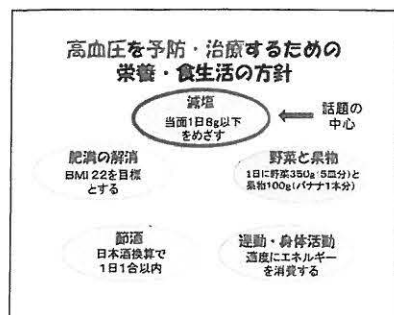 高血圧を予防・治療するための
栄養・食生活の方針
減塩
当面1日8g以下
をめざす
話題の
中心
肥満の解消
BMI 22を目標
とする
野菜と果物
1日に野菜350g(5皿分)と
果物100g(バナナ1本分)
節酒
日本酒換算で
1日1合以内
運動・身体活動
適度にエネルギー
を消費する